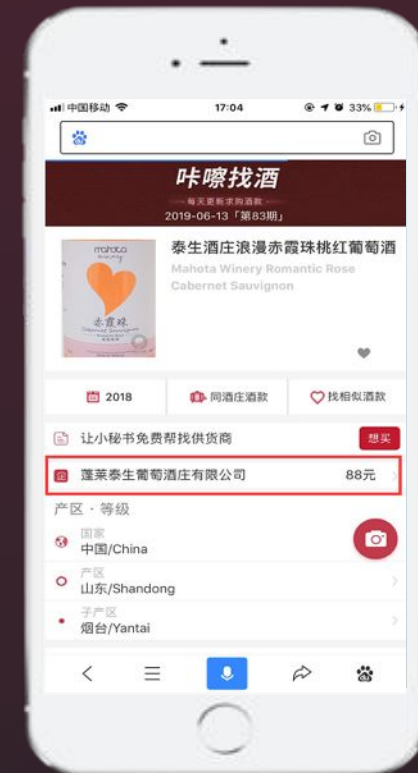 中国移动
17:04
33%
咔嚓找酒
每天更新求购酒款
2019-06-13「第83期」
mahota
winery
赤霞珠
泰生酒庄浪漫赤霞珠桃红葡萄酒
Mahota Winery Romantic Rose
Cabernet Sauvignon
2018
同酒庄酒款
找相似酒款
让小秘书免费帮找供货商
想买
蓬莱泰生葡萄酒庄有限公司
88元
产区 · 等级
国家
中国/China
产区
山东/Shandong
子产区
烟台/Yantai